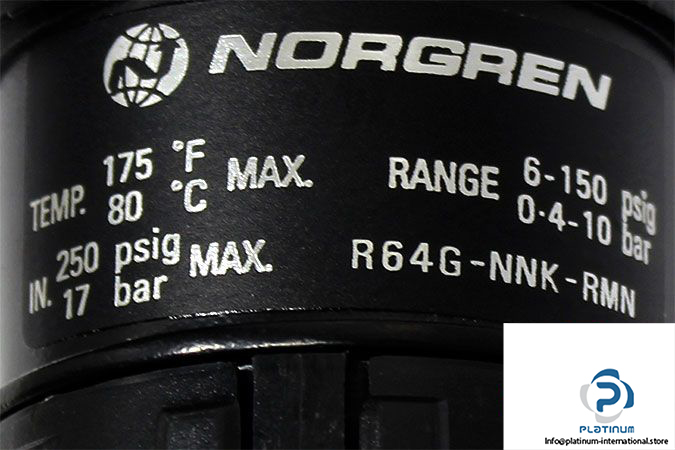 NORGREN
TEMP. 175 °F MAX.
80 °C
IN. 250 psig MAX.
17 bar
RANGE 6-150 psig
0·4-10 bar
R64G-NNK-RMN
PLATINUM
Info@platinum-international.store